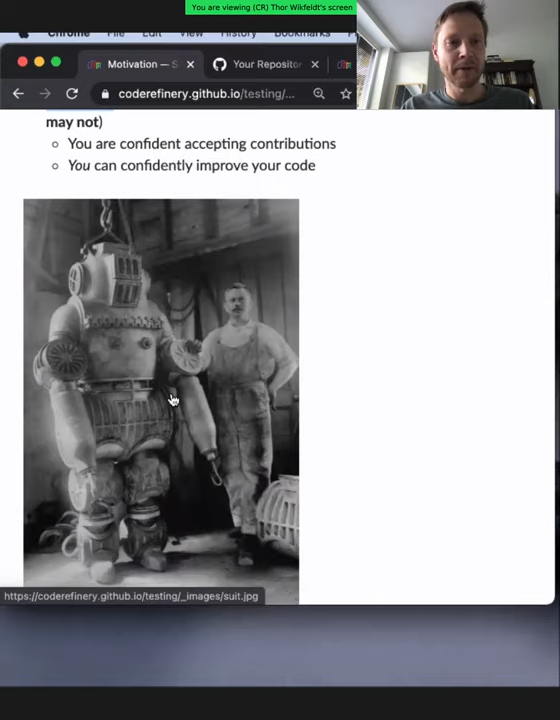 You are viewing (CR) Thor Wikfeldt's screen
Chrome File Edit View History Bookmarks
Motivation — S
Your Repositor
coderefinery.github.io/testing/...
may not)
You are confident accepting contributions
You can confidently improve your code
https://coderefinery.github.io/testing/_images/suit.jpg